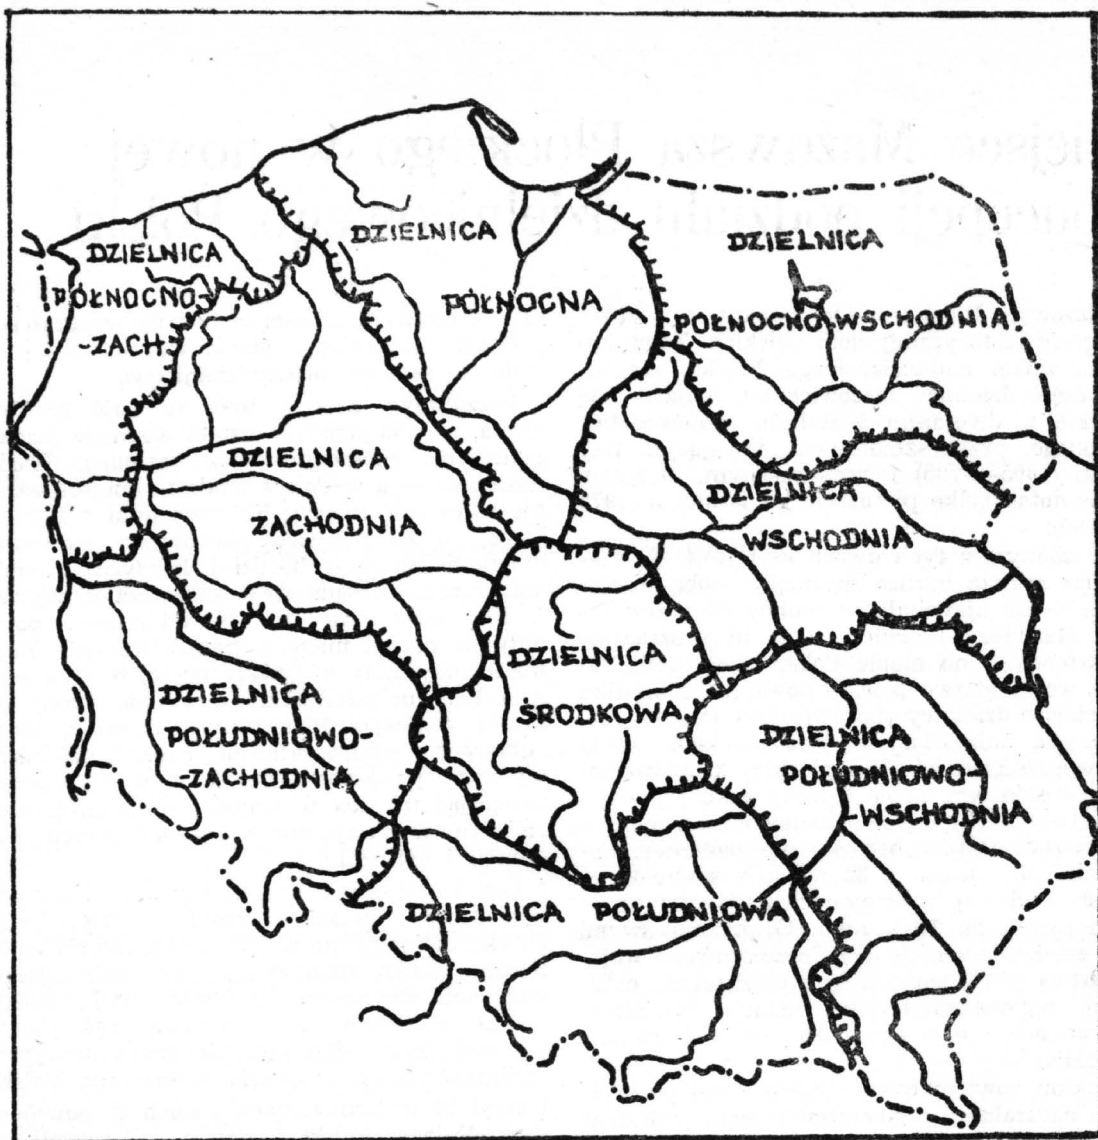 DZIELNICA
PÓŁNOCNO-
-ZACH
DZIELNICA
PÓŁNOCNA
DZIELNICA
PÓŁNOCNO WSCHODNIA
DZIELNICA
ZACHODNIA
DZIELNICA
WSCHODNIA
DZIELNICA
POŁUDNIOWO-
-ZACHODNIA
DZIELNICA
ŚRODKOWA
DZIELNICA
POŁUDNIOWO-
-WSCHODNIA
DZIELNICA POŁUDNIOWA